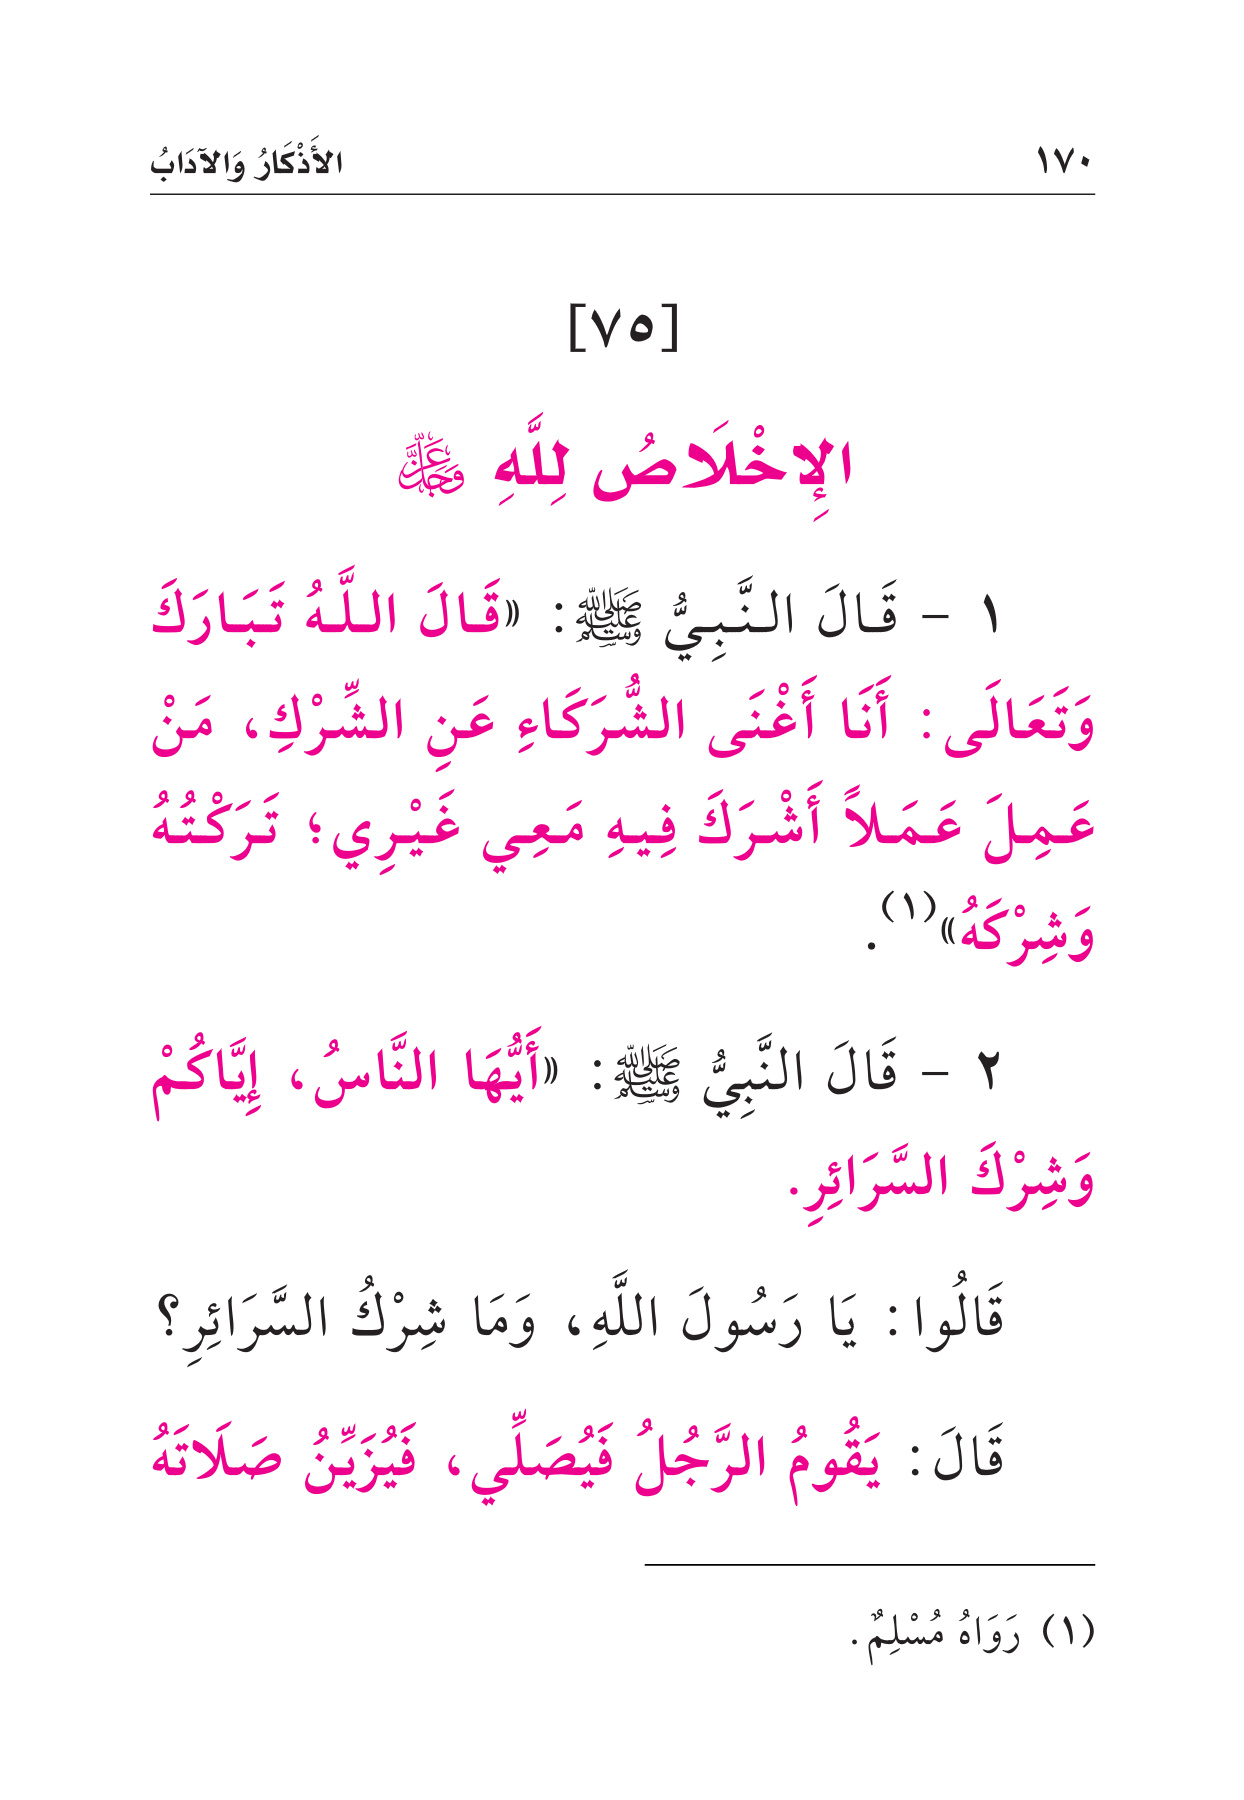 ١٧٠ الأَذْكَارُ وَالآدَابُ
[٧٥]
الإِخْلَاصُ لِلَّهِ عَزَّ وَجَلَّ
١ - قَالَ النَّبِيُّ ﷺ: «قَالَ اللَّهُ تَبَارَكَ
وَتَعَالَى: أَنَا أَغْنَى الشُّرَكَاءِ عَنِ الشِّرْكِ، مَنْ
عَمِلَ عَمَلاً أَشْرَكَ فِيهِ مَعِي غَيْرِي؛ تَرَكْتُهُ
وَشِرْكَهُ»(١).
٢ - قَالَ النَّبِيُّ ﷺ: «أَيُّهَا النَّاسُ، إِيَّاكُمْ
وَشِرْكَ السَّرَائِرِ.
قَالُوا: يَا رَسُولَ اللَّهِ، وَمَا شِرْكُ السَّرَائِرِ؟
قَالَ: يَقُومُ الرَّجُلُ فَيُصَلِّي، فَيُزَيِّنُ صَلَاتَهُ
(١) رَوَاهُ مُسْلِمٌ.